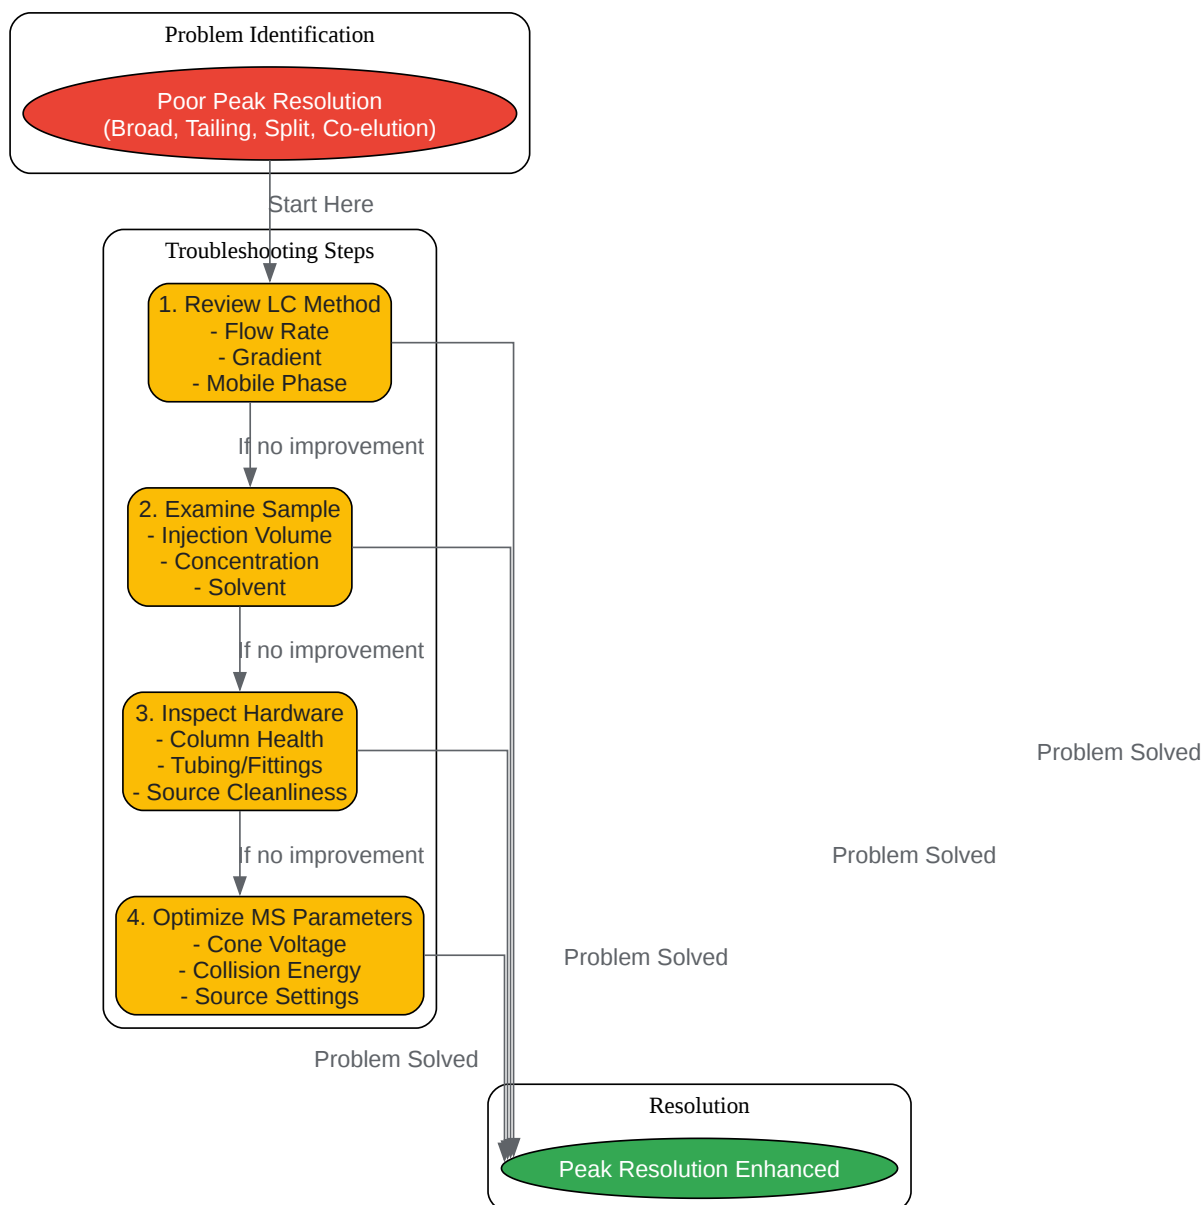 Problem Identification
Poor Peak Resolution
(Broad, Tailing, Split, Co-elution)
Start Here
Troubleshooting Steps
1. Review LC Method
- Flow Rate
- Gradient
- Mobile Phase
If no improvement
2. Examine Sample
- Injection Volume
- Concentration
- Solvent
If no improvement
3. Inspect Hardware
- Column Health
- Tubing/Fittings
- Source Cleanliness
Problem Solved
If no improvement
Problem Solved
4. Optimize MS Parameters
- Cone Voltage
- Collision Energy
- Source Settings
Problem Solved
Problem Solved
Resolution
Peak Resolution Enhanced